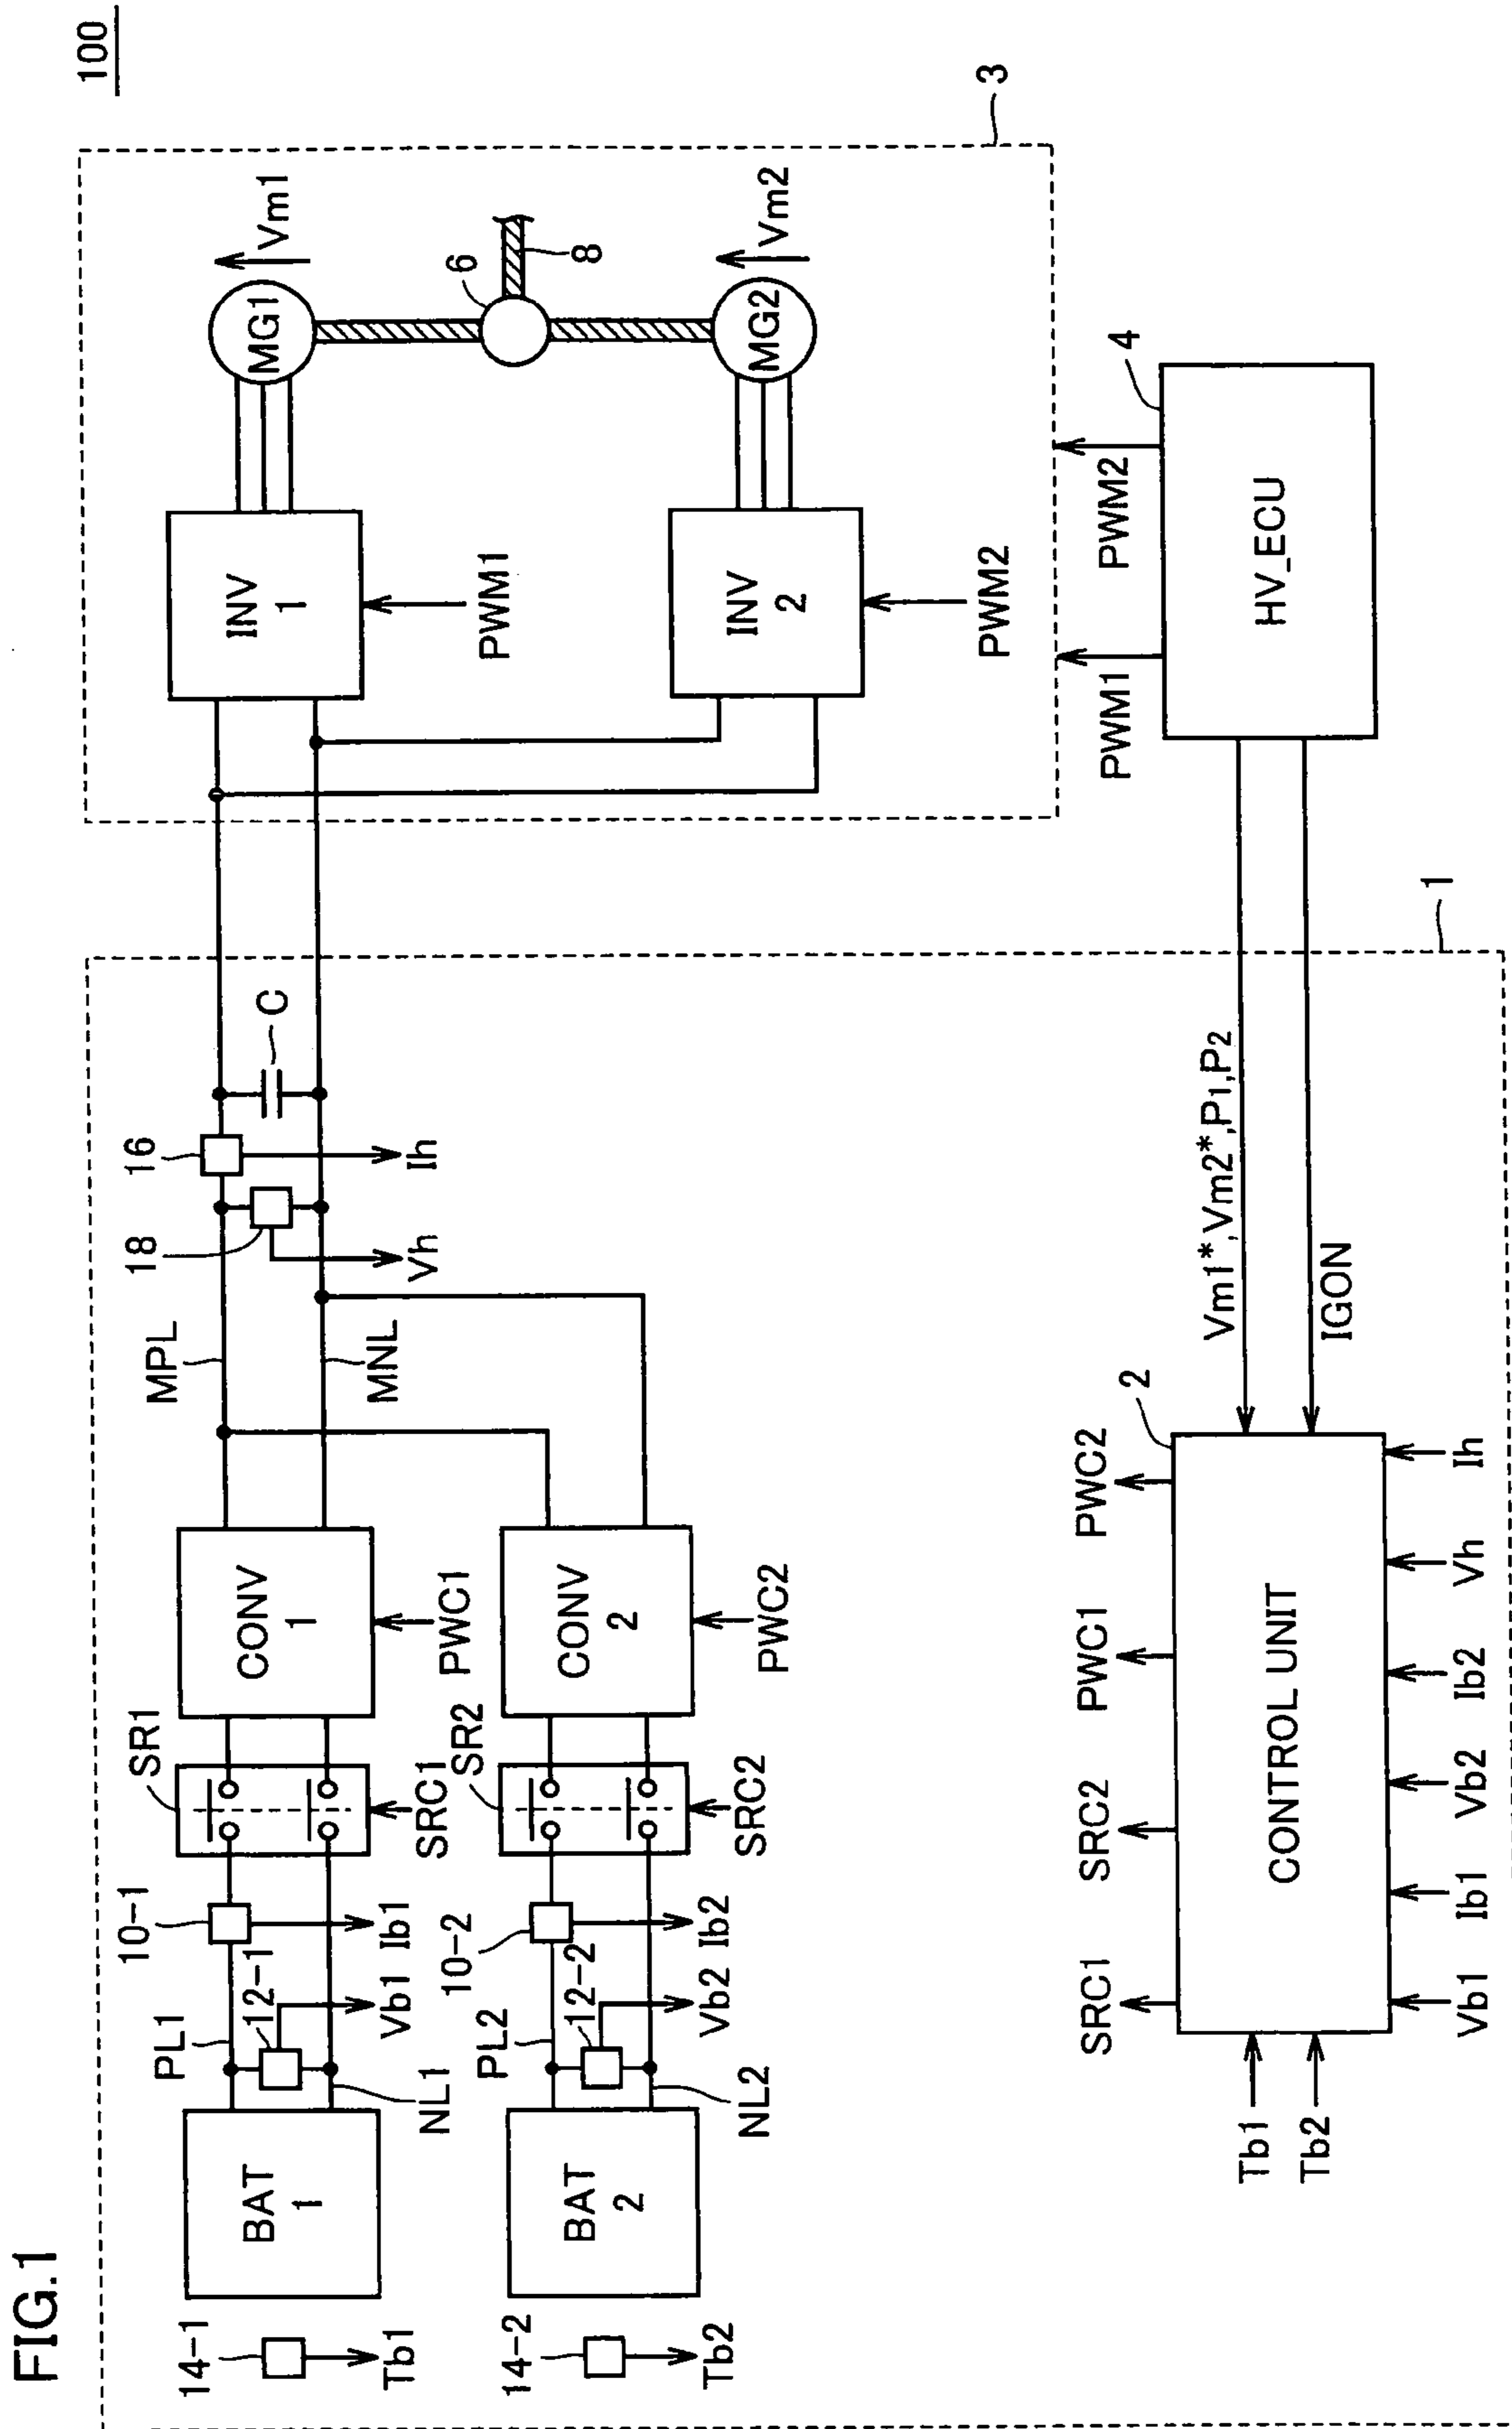 FIG.1
100
3
MG1
Vm1
6
8
MG2
Vm2
INV
1
PWM1
INV
2
PWM2
C
16
Ih
18
Vh
MPL
MNL
CONV
1
PWC1
CONV
2
PWC2
SR1
SRC1
SR2
SRC2
10-1
Ib1
10-2
Ib2
PL1
12-1
Vb1
NL1
PL2
12-2
Vb2
NL2
BAT
1
BAT
2
14-1
Tb1
14-2
Tb2
4
PWM1
PWM2
HV_ECU
1
Vm1*,Vm2*,P1,P2
IGON
2
SRC1
SRC2
PWC1
PWC2
CONTROL UNIT
Tb1
Tb2
Vb1
Ib1
Vb2
Ib2
Vh
Ih